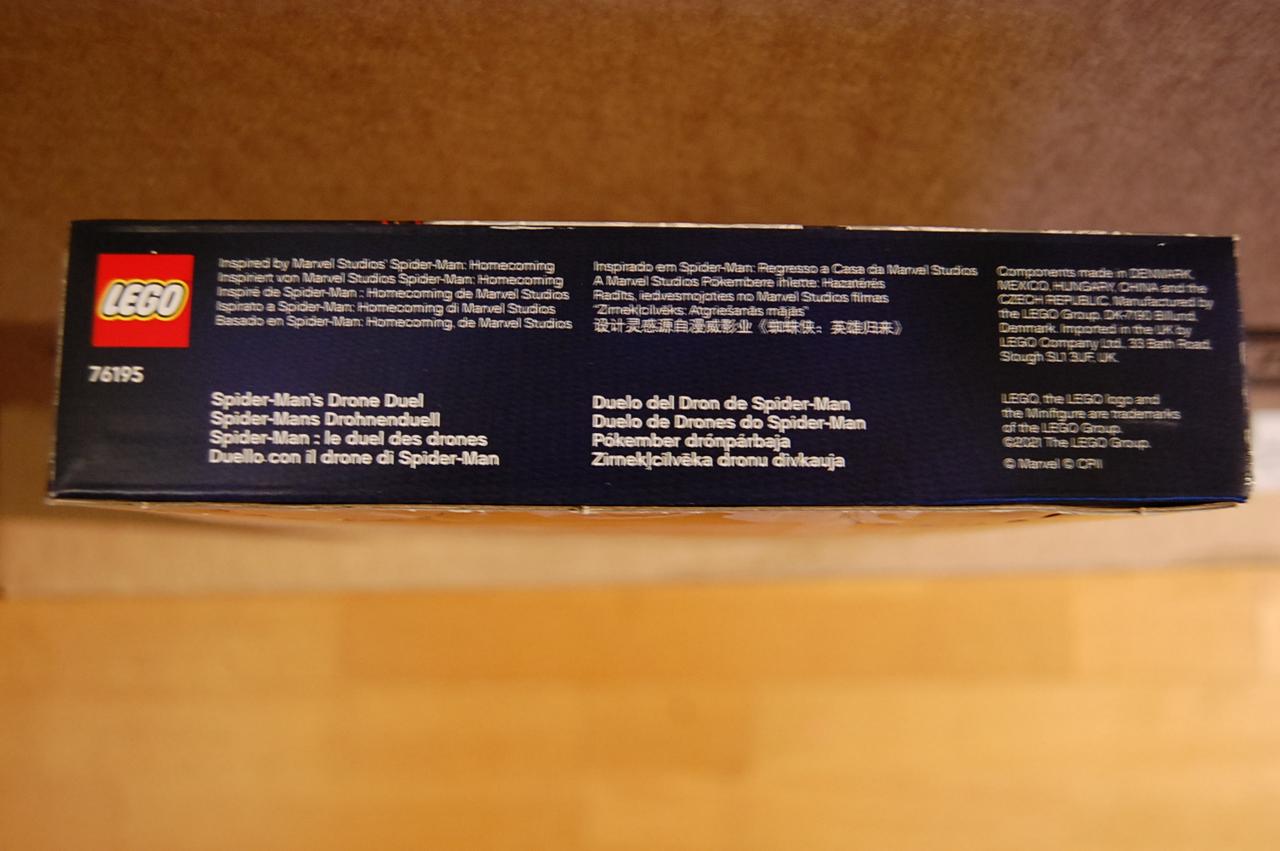 LEGO
76195
Inspired by Marvel Studios' Spider-Man: Homecoming
Inspiriert von Marvel Studios Spider-Man: Homecoming
Inspiré de Spider-Man : Homecoming de Marvel Studios
Ispirato a Spider-Man: Homecoming di Marvel Studios
Basado en Spider-Man: Homecoming, de Marvel Studios
Inspirado em Spider-Man: Regresso a Casa da Marvel Studios
A Marvel Studios Pókembere ihlette: Hazatérés
Radīts, iedvesmojoties no Marvel Studios filmas
"Zirnekļcilvēks: Atgriešanās mājās"
设计灵感源自漫威影业《蜘蛛侠：英雄归来》
Components made in DENMARK,
MEXICO, HUNGARY, CHINA and the
CZECH REPUBLIC. Manufactured by
the LEGO Group, DK-7190 Billund,
Denmark. Imported in the UK by
LEGO Company Ltd. 33 Bath Road,
Slough SL1 3UF, UK.
Spider-Man's Drone Duel
Spider-Mans Drohnenduell
Spider-Man : le duel des drones
Duello con il drone di Spider-Man
Duelo del Dron de Spider-Man
Duelo de Drones do Spider-Man
Pókember drónpárbaja
Zirnekļcilvēka dronu divkauja
LEGO, the LEGO logo and
the Minifigure are trademarks
of the LEGO Group.
©2021 The LEGO Group.
© Marvel © CPII